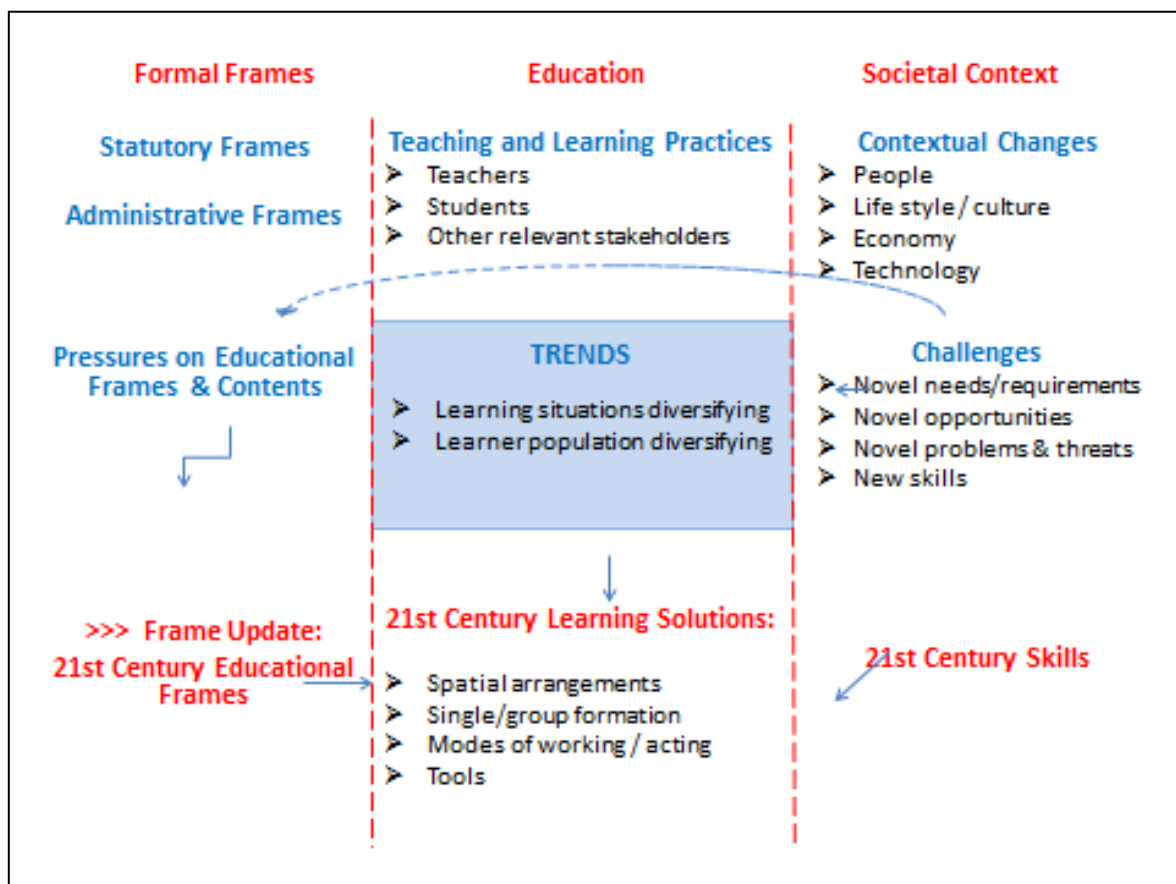 Formal Frames
Statutory Frames
Administrative Frames
Pressures on Educational
Frames & Contents
>>> Frame Update:
21st Century Educational
Frames
Education
Teaching and Learning Practices
➤ Teachers
➤ Students
➤ Other relevant stakeholders
TRENDS
➤ Learning situations diversifying
➤ Learner population diversifying
21st Century Learning Solutions:
➤ Spatial arrangements
➤ Single/group formation
➤ Modes of working / acting
➤ Tools
Societal Context
Contextual Changes
➤ People
➤ Life style / culture
➤ Economy
➤ Technology
Challenges
➤ Novel needs/requirements
➤ Novel opportunities
➤ Novel problems & threats
➤ New skills
21st Century Skills